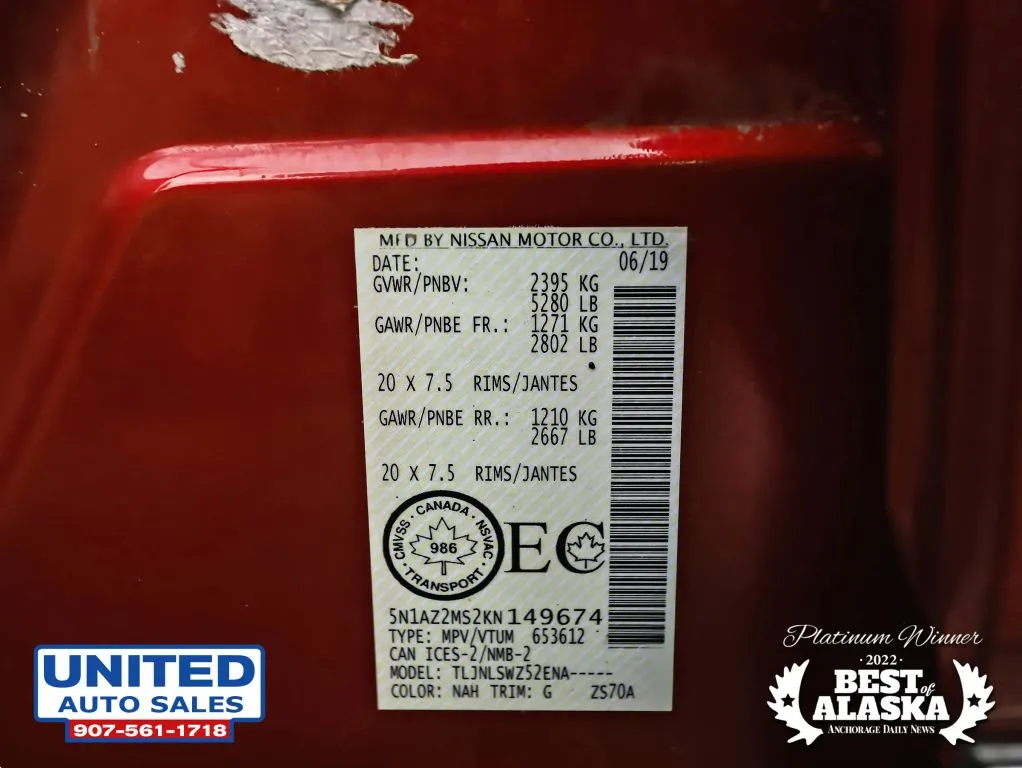 MFD BY NISSAN MOTOR CO., LTD.
DATE: 06/19
GVWR/PNBV: 2395 KG
5280 LB
GAWR/PNBE FR.: 1271 KG
2802 LB
20 X 7.5 RIMS/JANTES
GAWR/PNBE RR.: 1210 KG
2667 LB
20 X 7.5 RIMS/JANTES
CMVSS · CANADA · NSVAC
986
· TRANSPORT ·
EC
5N1AZ2MS2KN149674
TYPE: MPV/VTUM 653612
CAN ICES-2/NMB-2
MODEL: TLJNLSWZ52ENA-----
COLOR: NAH TRIM: G ZS70A
UNITED
AUTO SALES
907-561-1718
Platinum Winner
· 2022 ·
BEST of
ALASKA
ANCHORAGE DAILY NEWS